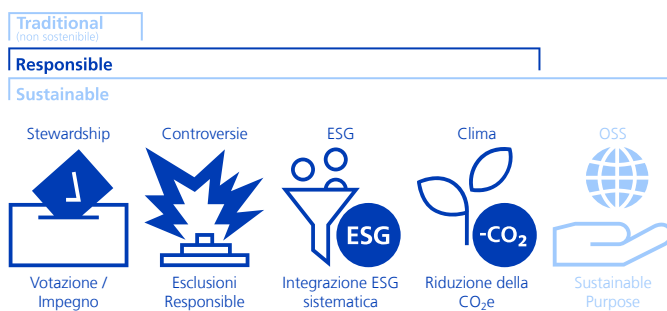 Traditional
(non sostenibile)
Responsible
Sustainable
Stewardship
Controversie
ESG
Clima
OSS
ESG
-CO₂
Votazione /
Impegno
Esclusioni
Responsible
Integrazione ESG
sistematica
Riduzione della
CO₂e
Sustainable
Purpose